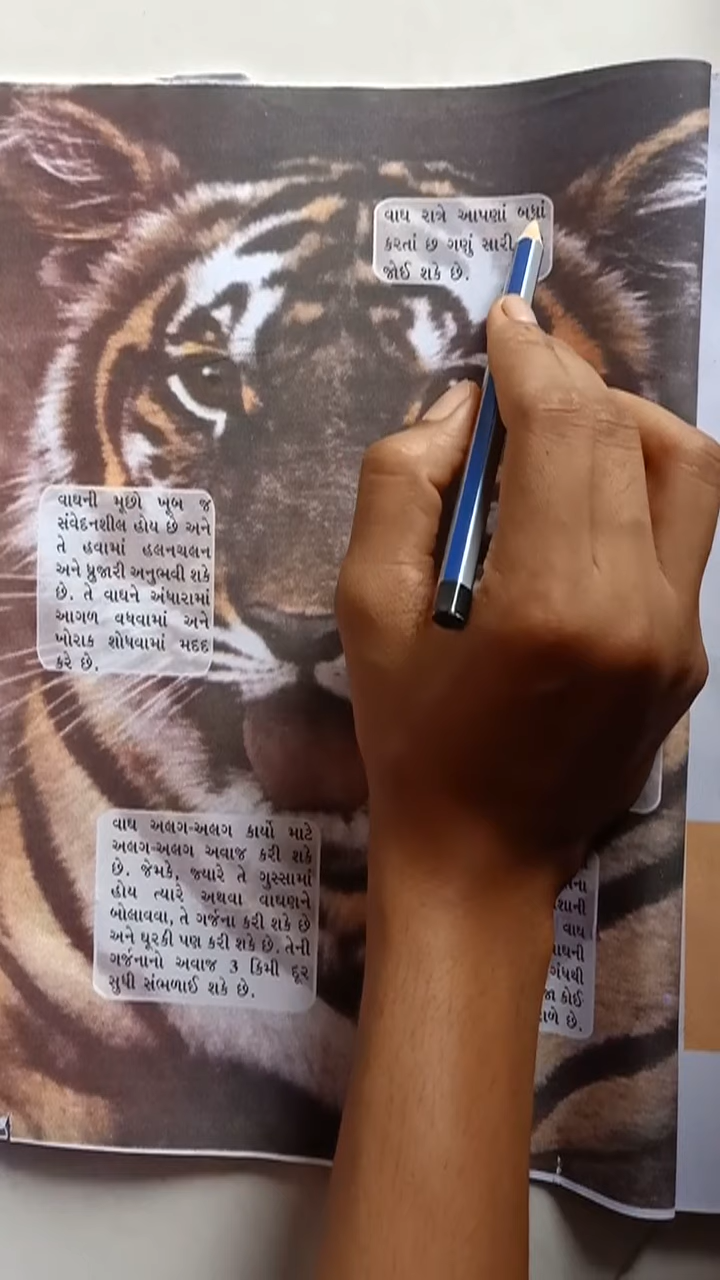 વાઘ રાત્રે આપણાં બધાં
કરતાં છ ગણું સારી
જોઈ શકે છે.
વાઘની મૂછો ખૂબ જ
સંવેદનશીલ હોય છે અને
તે હવામાં હલનચલન
અને ધ્રુજારી અનુભવી શકે
છે. તે વાઘને અંધારામાં
આગળ વધવામાં અને
ખોરાક શોધવામાં મદદ
કરે છે.
વાઘ અલગ-અલગ કાર્યો માટે
અલગ-અલગ અવાજ કરી શકે
છે. જેમકે, જ્યારે તે ગુસ્સામાં
હોય ત્યારે અથવા વાઘણને
બોલાવવા, તે ગર્જના કરી શકે છે
અને ઘૂરકી પણ કરી શકે છે. તેની
ગર્જનાનો અવાજ 3 કિમી દૂર
સુધી સંભળાઈ શકે છે.
વાઘ
કોઈ
છે.